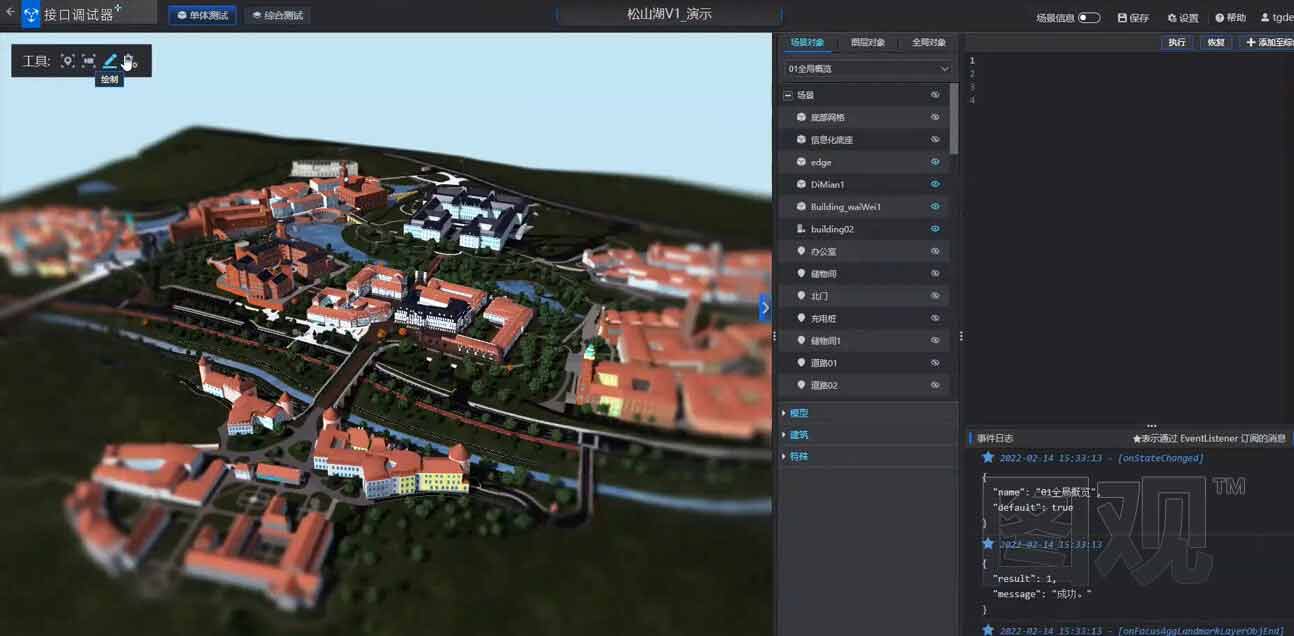 接口调试器
单体测试
综合测试
松山湖V1_演示
场景信息
保存
设置
帮助
tgde
工具:
绘制
场景对象
图层对象
全局对象
01全局概览
场景
底部网格
信息化底座
edge
DiMian1
Building_waiWei1
building02
办公室
储物间
北门
充电桩
储物间1
道路01
道路02
模型
建筑
特殊
执行
恢复
添加至综
1
2
3
4
事件日志
★表示通过 EventListener 订阅的消息
2022-02-14 15:33:13 - [onStateChanged]
{
"name": "01全局概览",
"default": true
}
2022-02-14 15:33:13
{
"result": 1,
"message": "成功。"
}
2022-02-14 15:33:13 - [onFocusAggLandmarkLayerObjEnd]
图观™